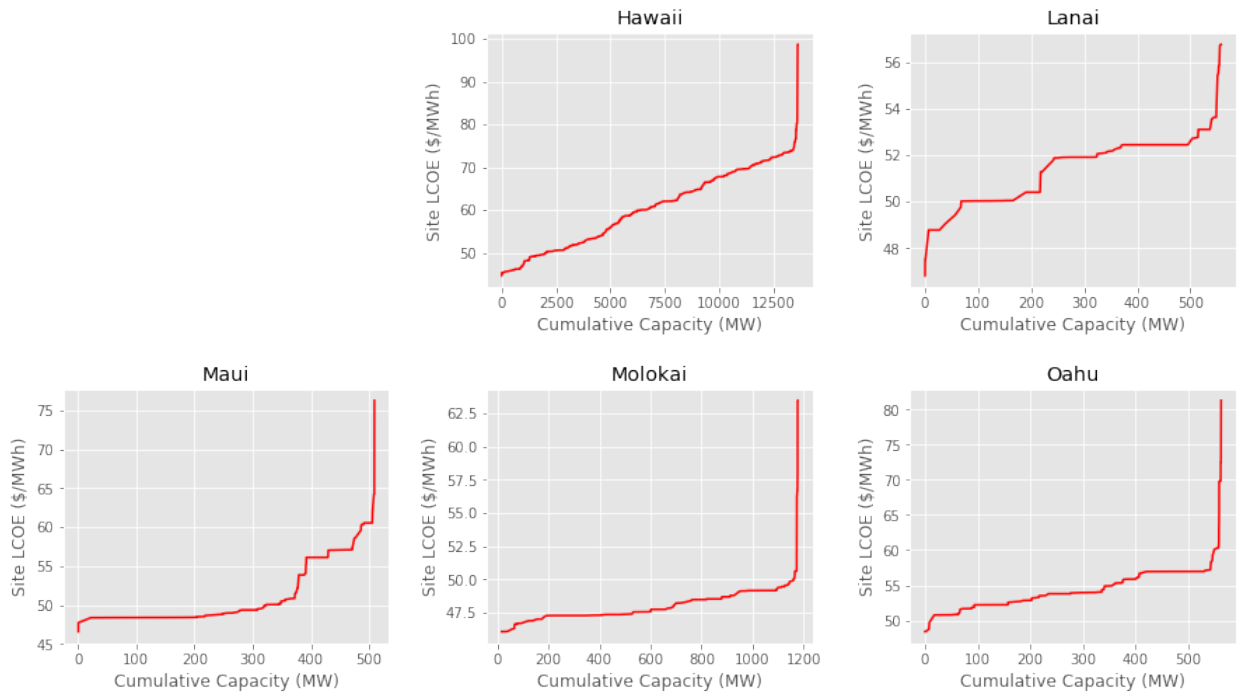 Hawaii
Site LCOE ($/MWh)
100
90
80
70
60
50
0 2500 5000 7500 10000 12500
Cumulative Capacity (MW)
Lanai
Site LCOE ($/MWh)
56
54
52
50
48
0 100 200 300 400 500
Cumulative Capacity (MW)
Maui
Site LCOE ($/MWh)
75
70
65
60
55
50
45
0 100 200 300 400 500
Cumulative Capacity (MW)
Molokai
Site LCOE ($/MWh)
62.5
60.0
57.5
55.0
52.5
50.0
47.5
0 200 400 600 800 1000 1200
Cumulative Capacity (MW)
Oahu
Site LCOE ($/MWh)
80
75
70
65
60
55
50
0 100 200 300 400 500
Cumulative Capacity (MW)